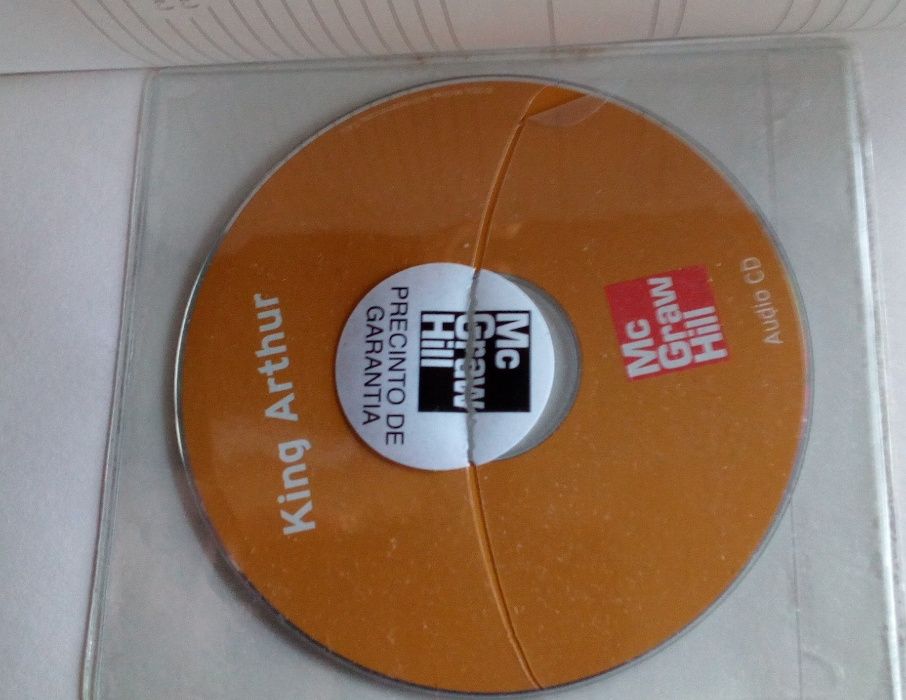 King Arthur
PRECINTO DE
GARANTIA
Mc
Graw
Hill
Mc
Graw
Hill
Audio CD